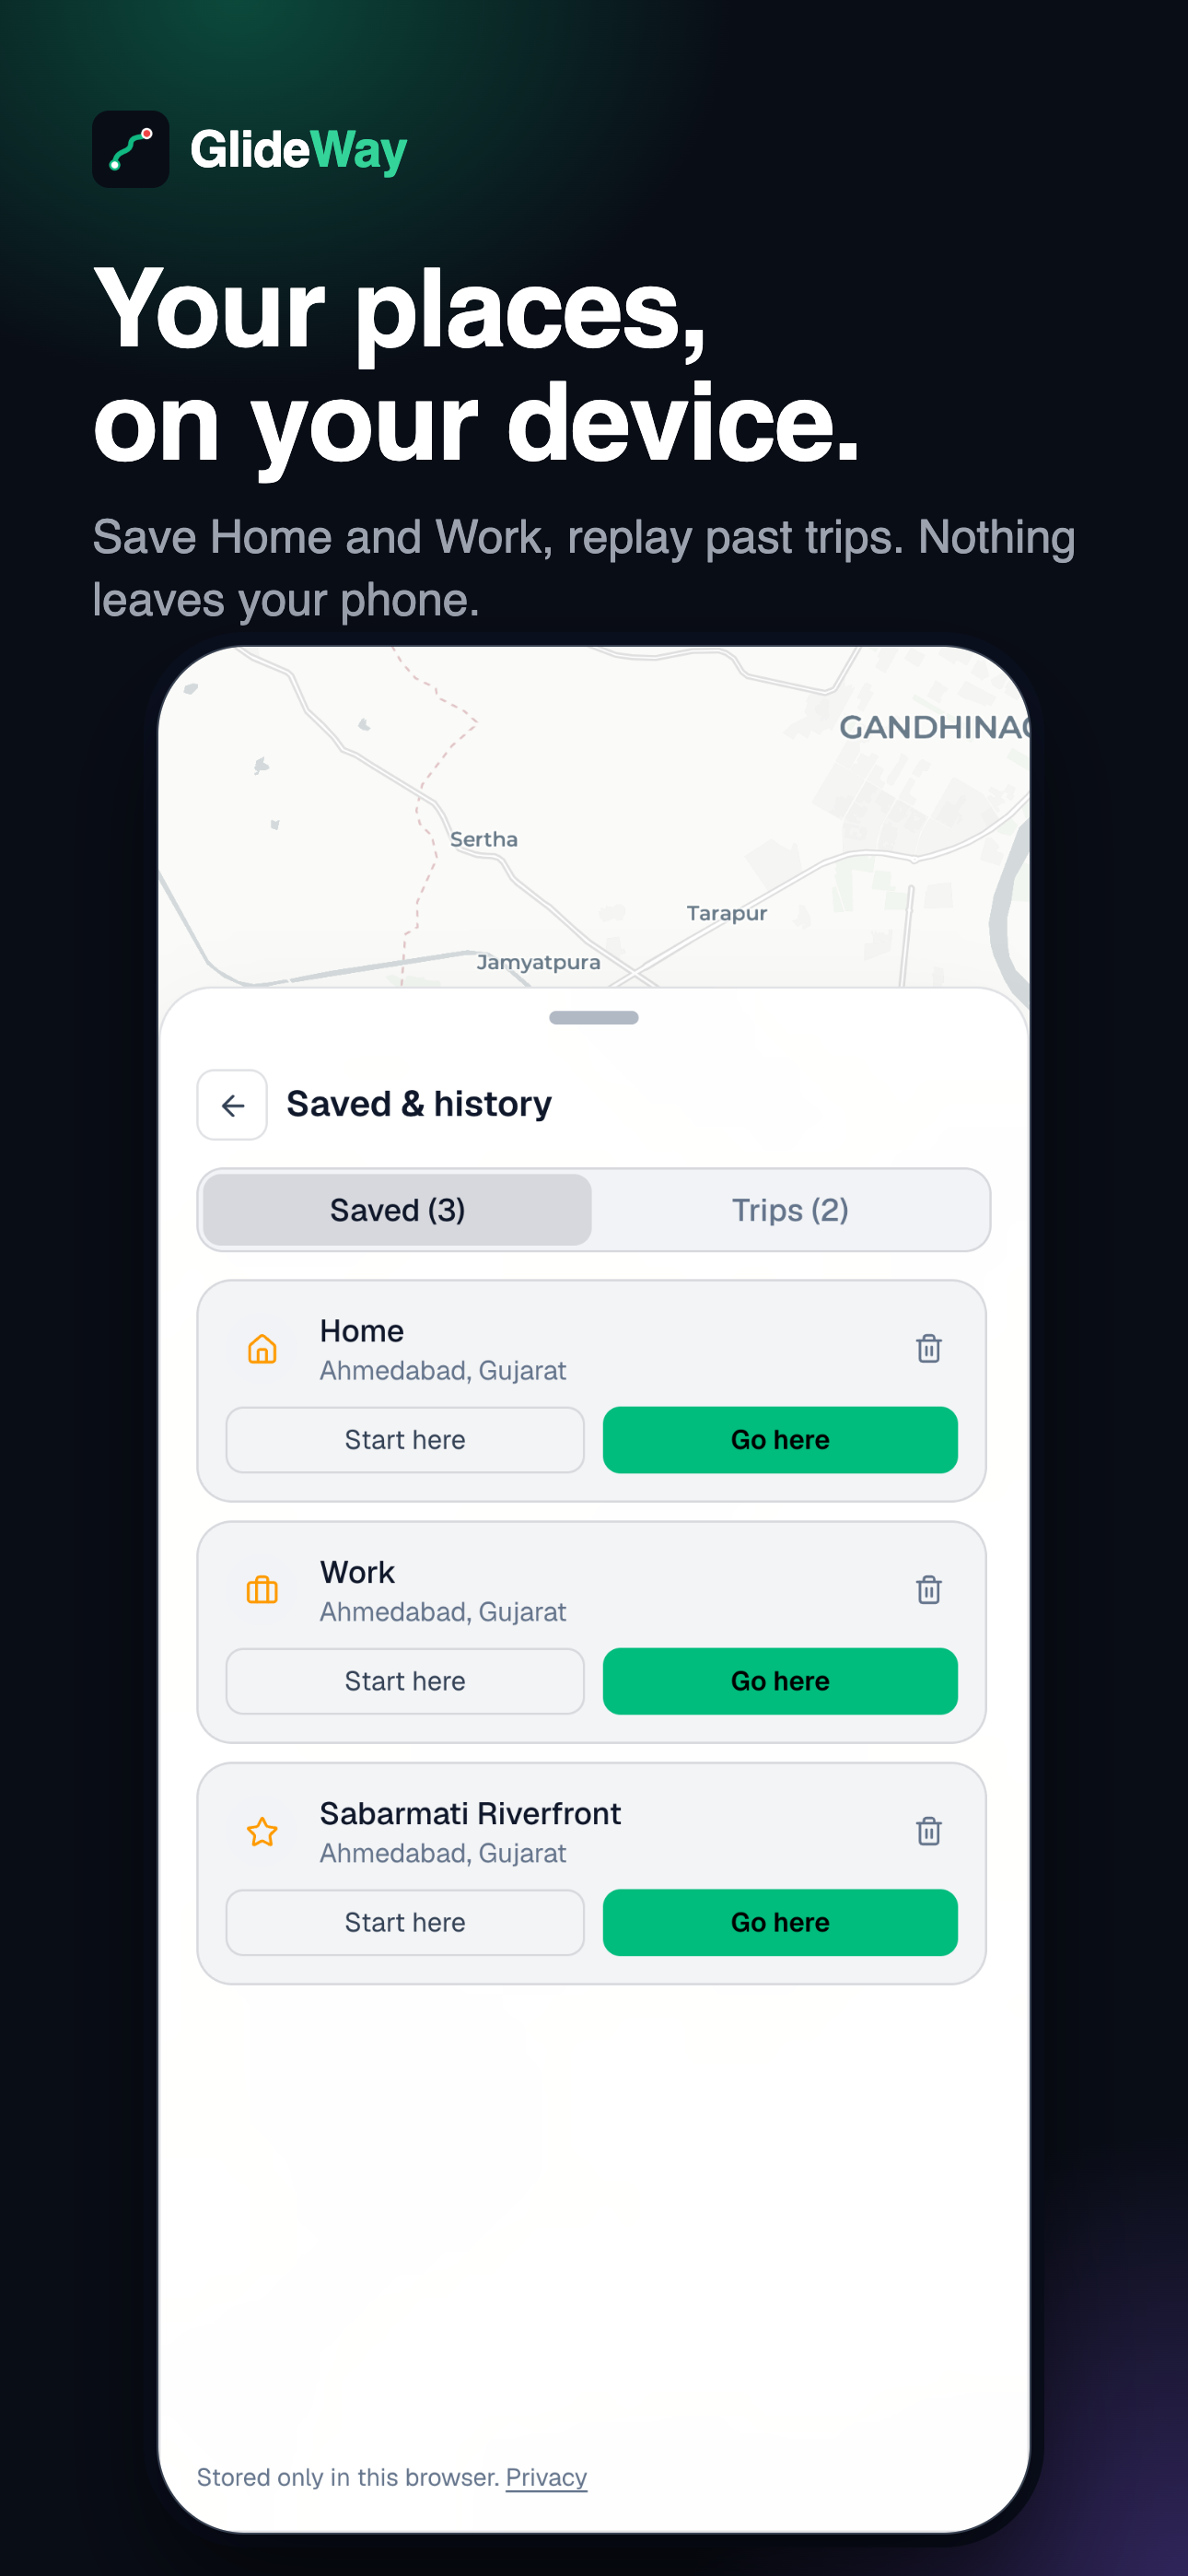 GlideWay
Your places,
on your device.
Save Home and Work, replay past trips. Nothing
leaves your phone.
Sertha
Tarapur
Jamyatpura
Saved & history
Saved (3)
Trips (2)
Home
Ahmedabad, Gujarat
Start here
Go here
Work
Ahmedabad, Gujarat
Start here
Go here
Sabarmati Riverfront
Ahmedabad, Gujarat
Start here
Go here
Stored only in this browser. Privacy